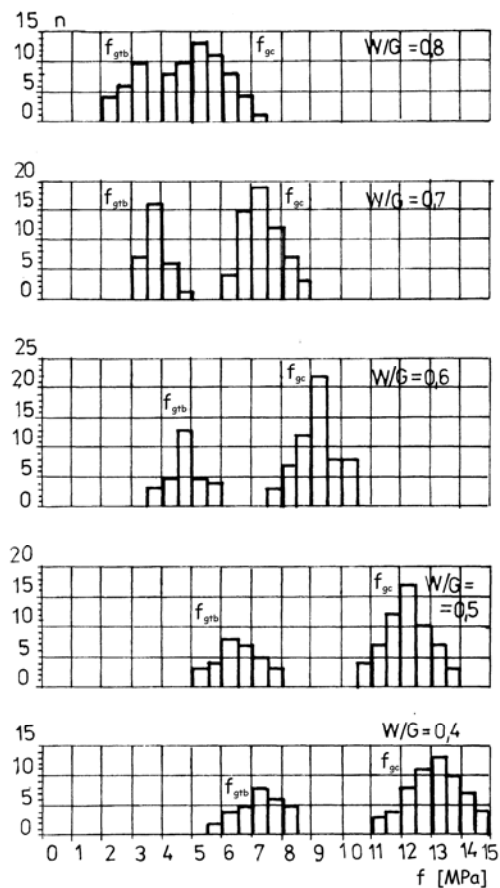 15 n
f_gtb f_gc W/G = 0,8
10
5
0
20
f_gtb f_gc W/G = 0,7
15
10
5
0
25
20 f_gc W/G = 0,6
f_gtb
15
10
5
0
20
f_gc W/G =
15 f_gtb = 0,5
10
5
0
W/G = 0,4
15
f_gtb f_gc
10
5
0
0 1 2 3 4 5 6 7 8 9 10 11 12 13 14 15
f [MPa]